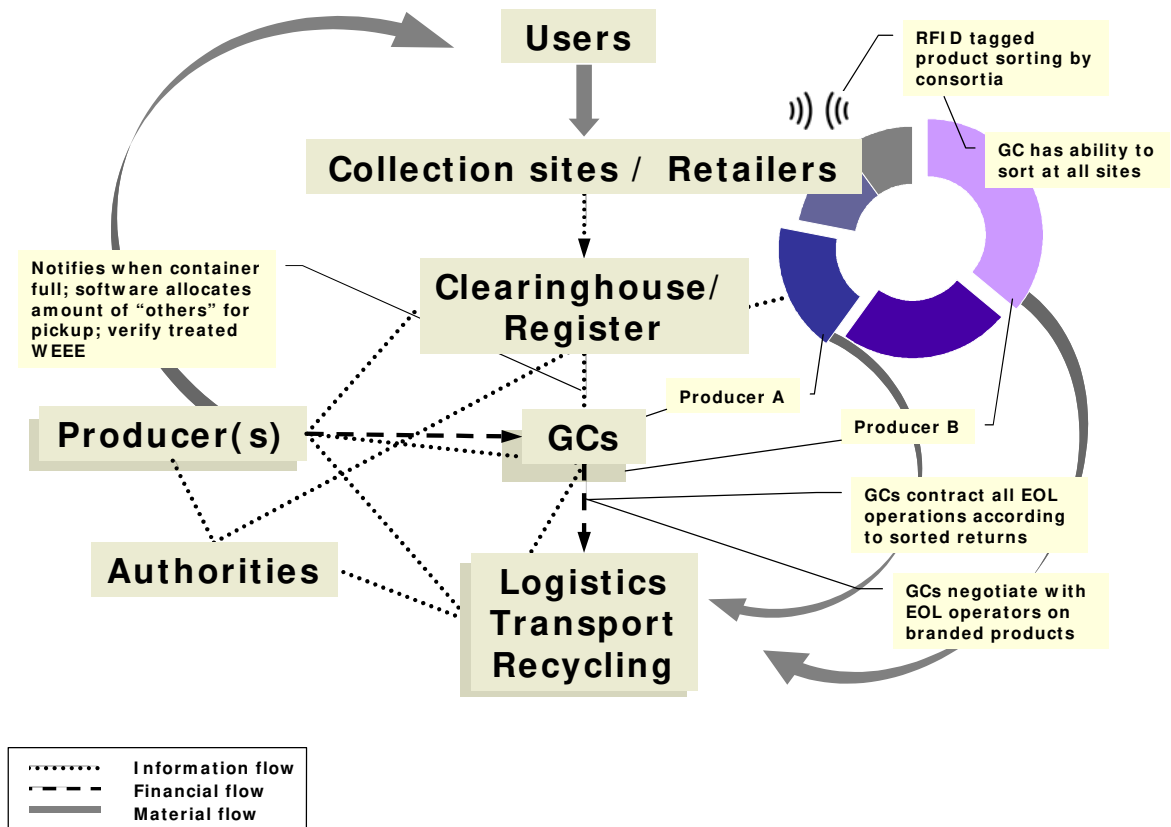 Users
RFID tagged
product sorting by
consortia
Collection sites / Retailers
GC has ability to
sort at all sites
Notifies when container
full; software allocates
amount of “others” for
pickup; verify treated
WEEE
Clearinghouse/
Register
Producer A
Producer(s)
GCs
Producer B
GCs contract all EOL
operations according
to sorted returns
Authorities
Logistics
Transport
Recycling
GCs negotiate with
EOL operators on
branded products
Information flow
Financial flow
Material flow